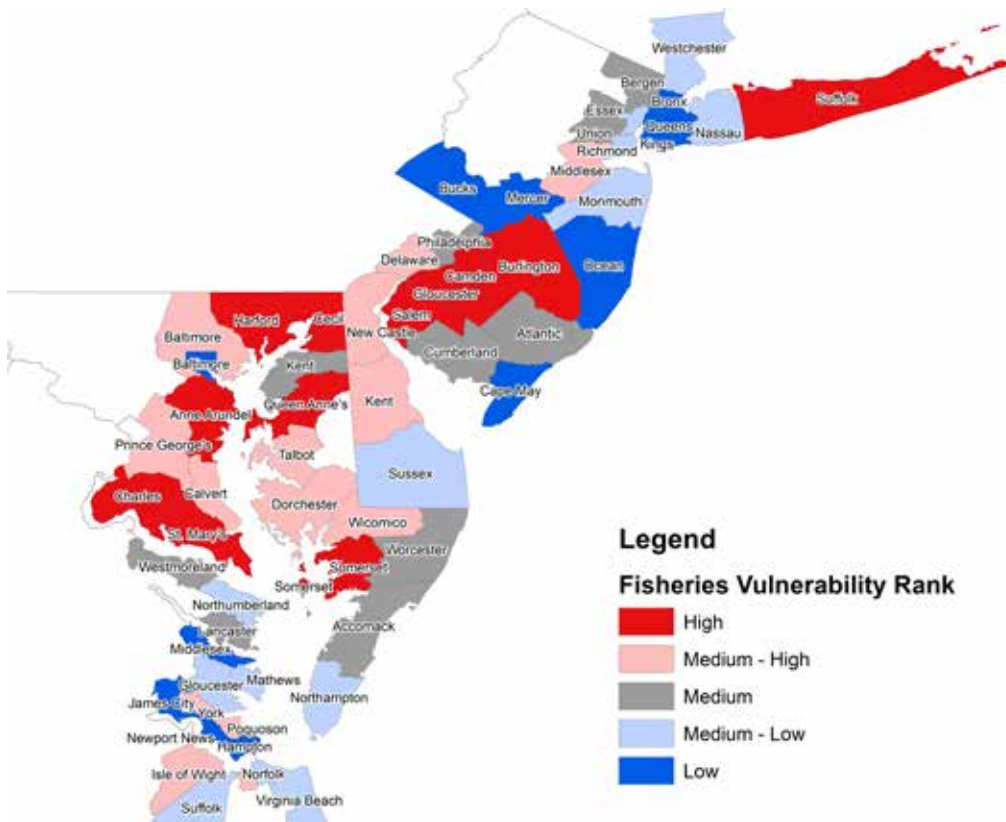 Westchester
Bergen
Bronx
Suffolk
Essex
Queens
Nassau
Union
Kings
Richmond
Middlesex
Bucks
Mercer
Monmouth
Philadelphia
Delaware
Burlington
Ocean
Camden
Gloucester
Salem
Harford
Cecil
New Castle
Atlantic
Baltimore
Cumberland
Kent
Baltimore
Cape May
Queen Anne's
Kent
Anne Arundel
Prince George's
Talbot
Sussex
Calvert
Charles
Dorchester
Wicomico
St. Mary's
Worcester
Westmoreland
Somerset
Somerset
Northumberland
Accomack
Lancaster
Middlesex
Mathews
Gloucester
Northampton
James City
York
Poquoson
Newport News
Hampton
Isle of Wight
Norfolk
Virginia Beach
Suffolk
Legend
Fisheries Vulnerability Rank
High
Medium - High
Medium
Medium - Low
Low